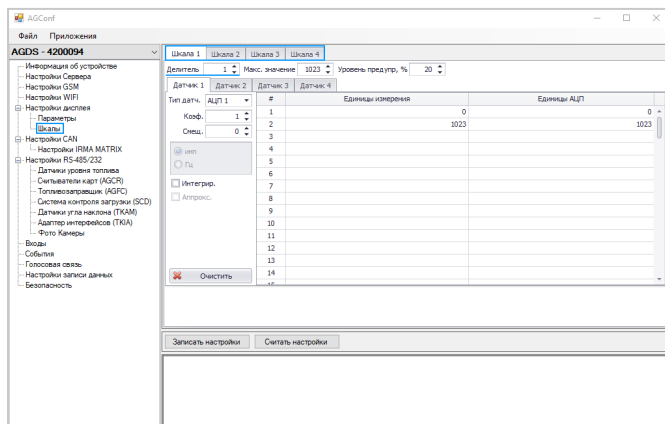 AGConf
Файл Приложения
AGDS - 4200094
Информация об устройстве
Настройки Сервера
Настройки GSM
Настройки WIFI
Настройки дисплея
Параметры
Шкалы
Настройки CAN
Настройки IRMA MATRIX
Настройки RS-485/232
Датчики уровня топлива
Считыватели карт (AGCR)
Топливозаправщик (AGFC)
Система контроля загрузки (SCD)
Датчики угла наклона (TKAM)
Адаптер интерфейсов (TKIA)
Фото Камеры
Входы
События
Голосовая связь
Настройки записи данных
Безопасность
Шкала 1 Шкала 2 Шкала 3 Шкала 4
Делитель 1 Макс. значение 1023 Уровень предупр, % 20
Датчик 1 Датчик 2 Датчик 3 Датчик 4
Тип датч. АЦП 1
Коэф. 1
Смещ. 0
имп
Гц
Интегрир.
Аппрокс.
Очистить
# Единицы измерения Единицы АЦП
1 0 0
2 1023 1023
3
4
5
6
7
8
9
10
11
12
13
14
15
Записать настройки Считать настройки